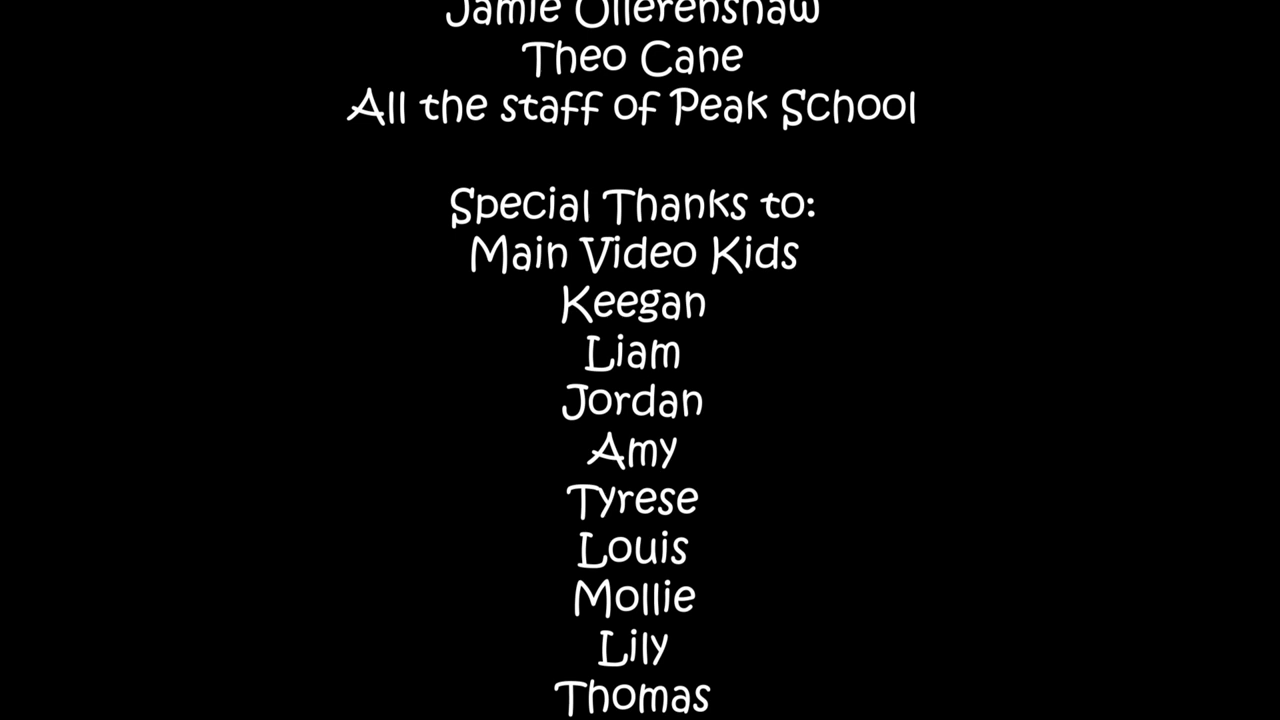 Jamie Ollerenshaw
Theo Cane
All the staff of Peak School
Special Thanks to:
Main Video Kids
Keegan
Liam
Jordan
Amy
Tyrese
Louis
Mollie
Lily
Thomas